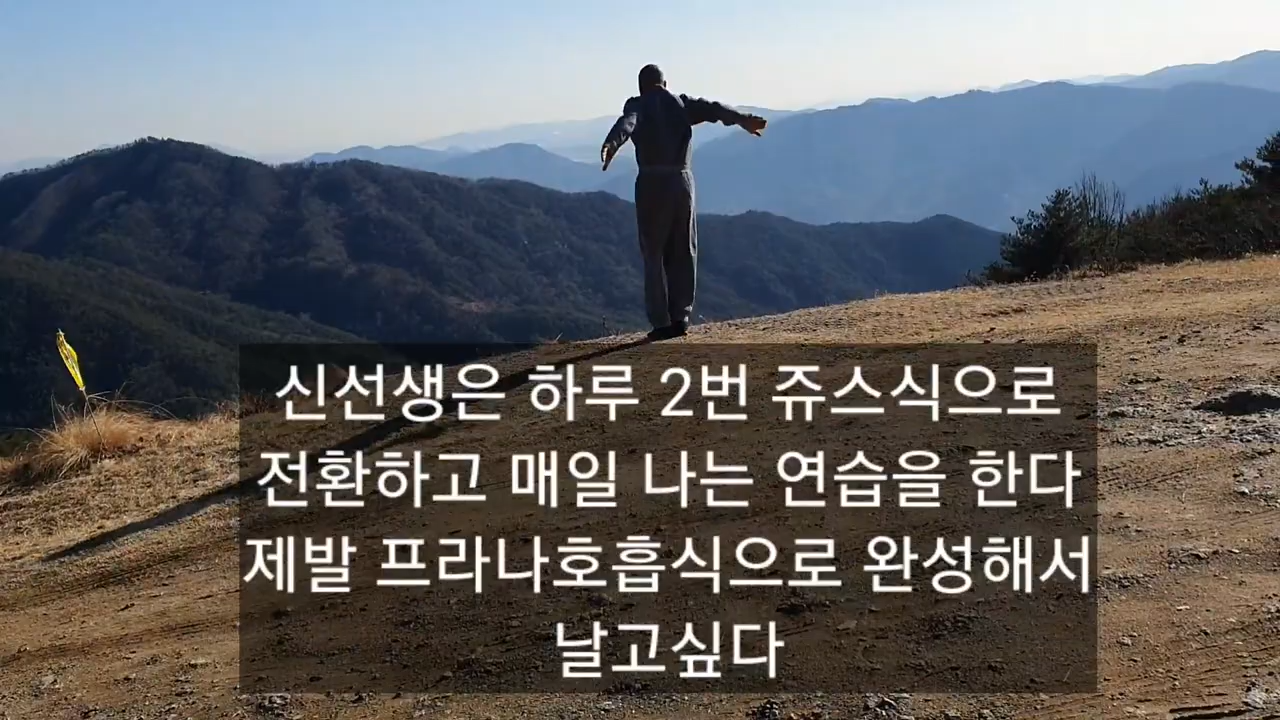 신선생은 하루 2번 쥬스식으로
전환하고 매일 나는 연습을 한다
제발 프라나호흡식으로 완성해서
날고싶다